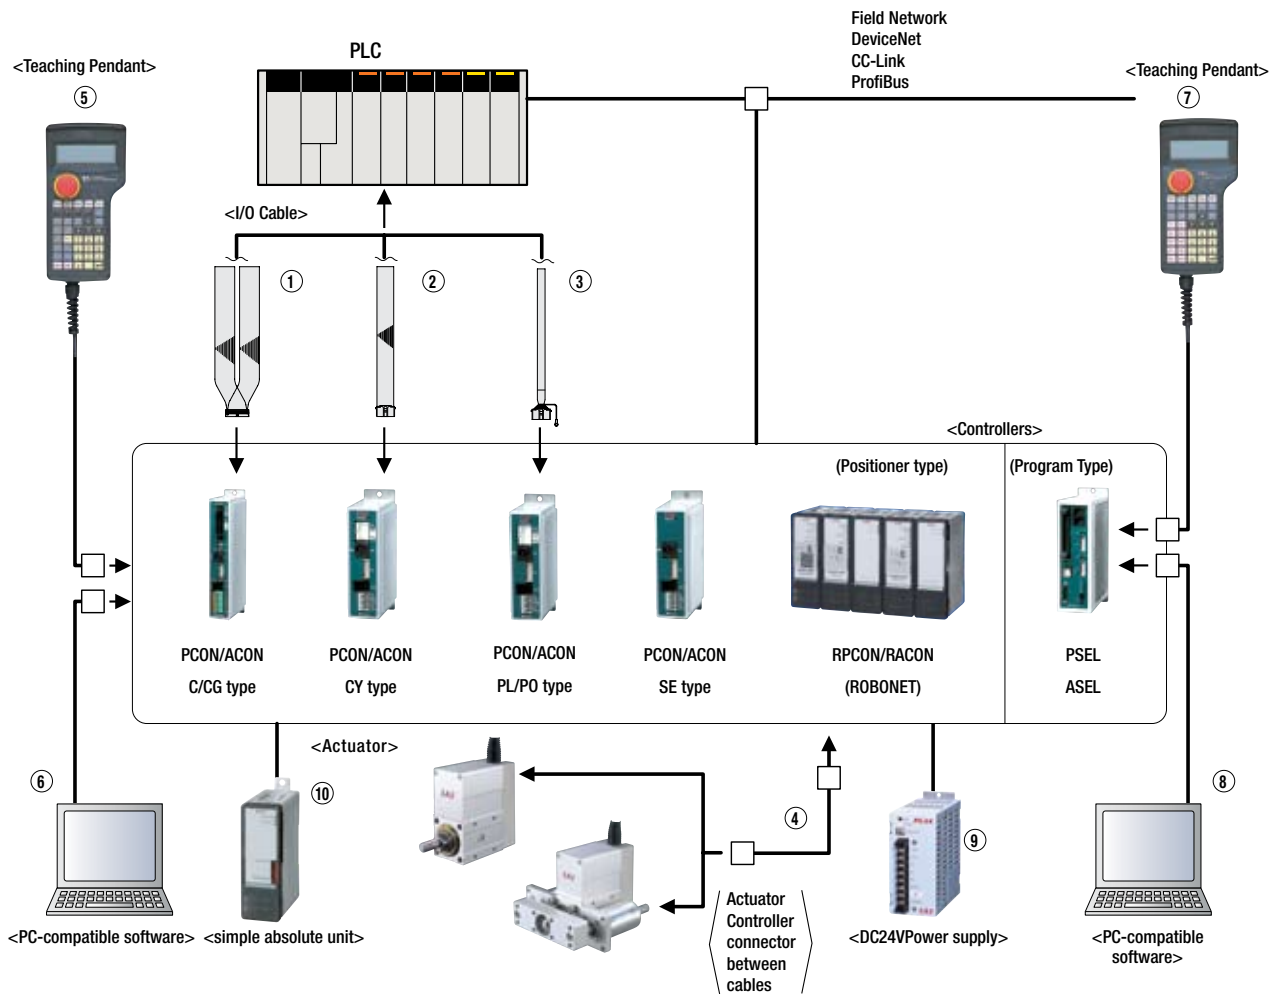 Field Network
DeviceNet
CC-Link
ProfiBus
PLC
<Teaching Pendant>
⑤
<Teaching Pendant>
⑦
<I/O Cable>
①
②
③
<Controllers>
(Positioner type)
(Program Type)
PCON/ACON
C/CG type
PCON/ACON
CY type
PCON/ACON
PL/PO type
PCON/ACON
SE type
RPCON/RACON
(ROBONET)
PSEL
ASEL
<Actuator>
⑥
⑩
④
⑨
⑧
<PC-compatible software>
<simple absolute unit>
Actuator
Controller
connector
between
cables
<DC24VPower supply>
<PC-compatible
software>